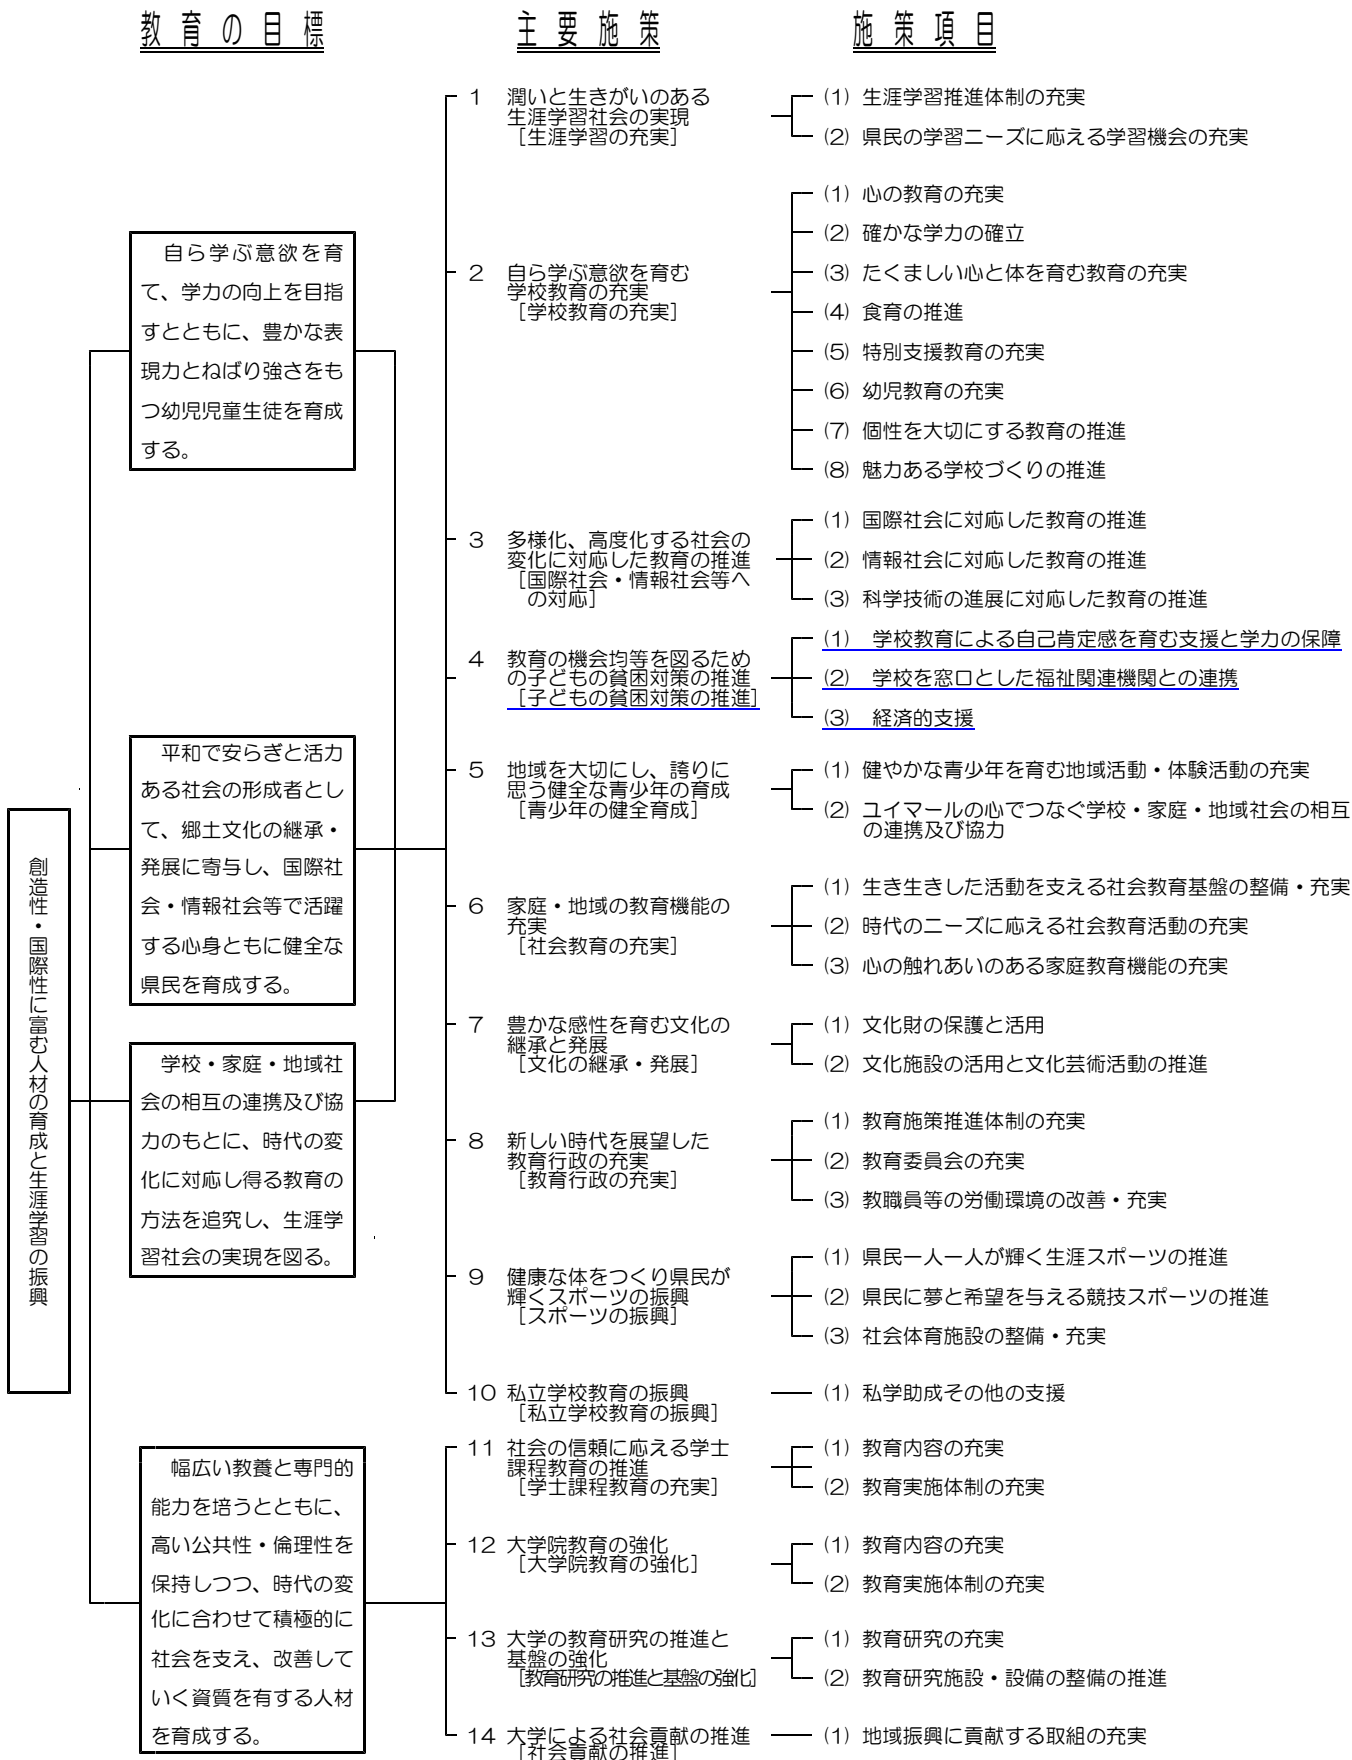 教育の目標
主要施策
施策項目
創造性・国際性に富む人材の育成と生涯学習の振興
自ら学ぶ意欲を育
て、学力の向上を目指
すとともに、豊かな表
現力とねばり強さをも
つ幼児児童生徒を育成
する。
平和で安らぎと活力
ある社会の形成者とし
て、郷土文化の継承・
発展に寄与し、国際社
会・情報社会等で活躍
する心身ともに健全な
県民を育成する。
学校・家庭・地域社
会の相互の連携及び協
力のもとに、時代の変
化に対応し得る教育の
方法を追究し、生涯学
習社会の実現を図る。
幅広い教養と専門的
能力を培うとともに、
高い公共性・倫理性を
保持しつつ、時代の変
化に合わせて積極的に
社会を支え、改善して
いく資質を有する人材
を育成する。
1 潤いと生きがいのある
生涯学習社会の実現
[生涯学習の充実]
(1) 生涯学習推進体制の充実
(2) 県民の学習ニーズに応える学習機会の充実
2 自ら学ぶ意欲を育む
学校教育の充実
[学校教育の充実]
(1) 心の教育の充実
(2) 確かな学力の確立
(3) たくましい心と体を育む教育の充実
(4) 食育の推進
(5) 特別支援教育の充実
(6) 幼児教育の充実
(7) 個性を大切にする教育の推進
(8) 魅力ある学校づくりの推進
3 多様化、高度化する社会の
変化に対応した教育の推進
[国際社会・情報社会等へ
の対応]
(1) 国際社会に対応した教育の推進
(2) 情報社会に対応した教育の推進
(3) 科学技術の進展に対応した教育の推進
4 教育の機会均等を図るため
の子どもの貧困対策の推進
[子どもの貧困対策の推進]
(1) 学校教育による自己肯定感を育む支援と学力の保障
(2) 学校を窓口とした福祉関連機関との連携
(3) 経済的支援
5 地域を大切にし、誇りに
思う健全な青少年の育成
[青少年の健全育成]
(1) 健やかな青少年を育む地域活動・体験活動の充実
(2) ユイマールの心でつなぐ学校・家庭・地域社会の相互
の連携及び協力
6 家庭・地域の教育機能の
充実
[社会教育の充実]
(1) 生き生きした活動を支える社会教育基盤の整備・充実
(2) 時代のニーズに応える社会教育活動の充実
(3) 心の触れあいのある家庭教育機能の充実
7 豊かな感性を育む文化の
継承と発展
[文化の継承・発展]
(1) 文化財の保護と活用
(2) 文化施設の活用と文化芸術活動の推進
8 新しい時代を展望した
教育行政の充実
[教育行政の充実]
(1) 教育施策推進体制の充実
(2) 教育委員会の充実
(3) 教職員等の労働環境の改善・充実
9 健康な体をつくり県民が
輝くスポーツの振興
[スポーツの振興]
(1) 県民一人一人が輝く生涯スポーツの推進
(2) 県民に夢と希望を与える競技スポーツの推進
(3) 社会体育施設の整備・充実
10 私立学校教育の振興
[私立学校教育の振興]
(1) 私学助成その他の支援
11 社会の信頼に応える学士
課程教育の推進
[学士課程教育の充実]
(1) 教育内容の充実
(2) 教育実施体制の充実
12 大学院教育の強化
[大学院教育の強化]
(1) 教育内容の充実
(2) 教育実施体制の充実
13 大学の教育研究の推進と
基盤の強化
[教育研究の推進と基盤の強化]
(1) 教育研究の充実
(2) 教育研究施設・設備の整備の推進
14 大学による社会貢献の推進
[社会貢献の推進]
(1) 地域振興に貢献する取組の充実